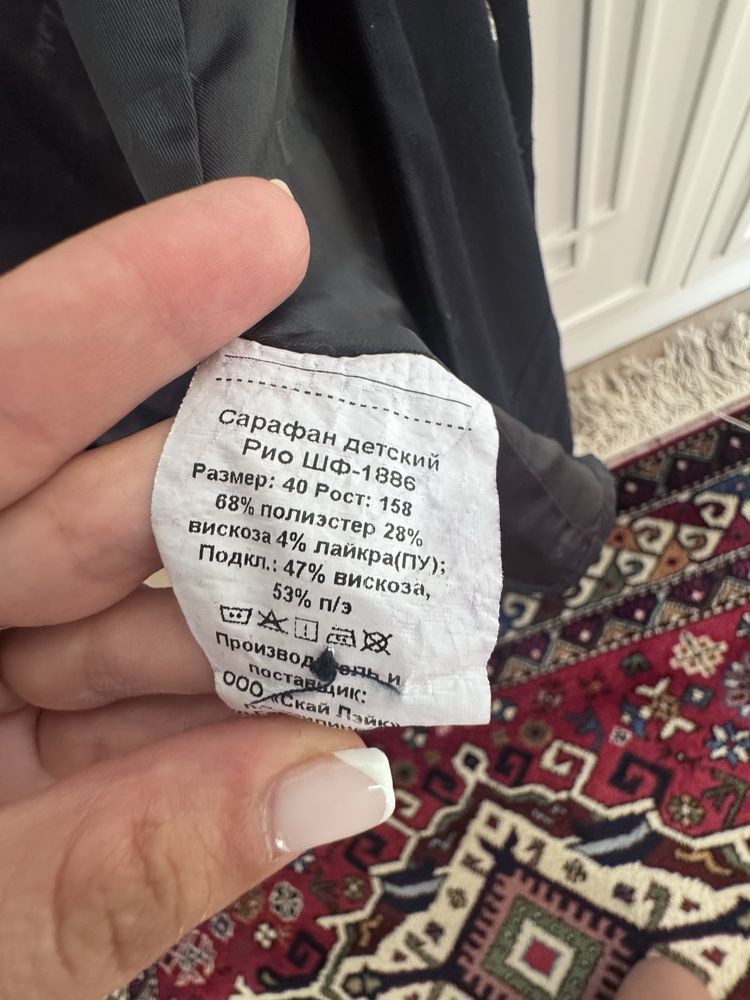 Сарафан детский
Рио ШФ-1886
Размер: 40 Рост: 158
68% полиэстер 28%
вискоза 4% лайкра(ПУ);
Подкл.: 47% вискоза,
53% п/э
Производитель и
поставщик:
ООО «Скай Лэйк»